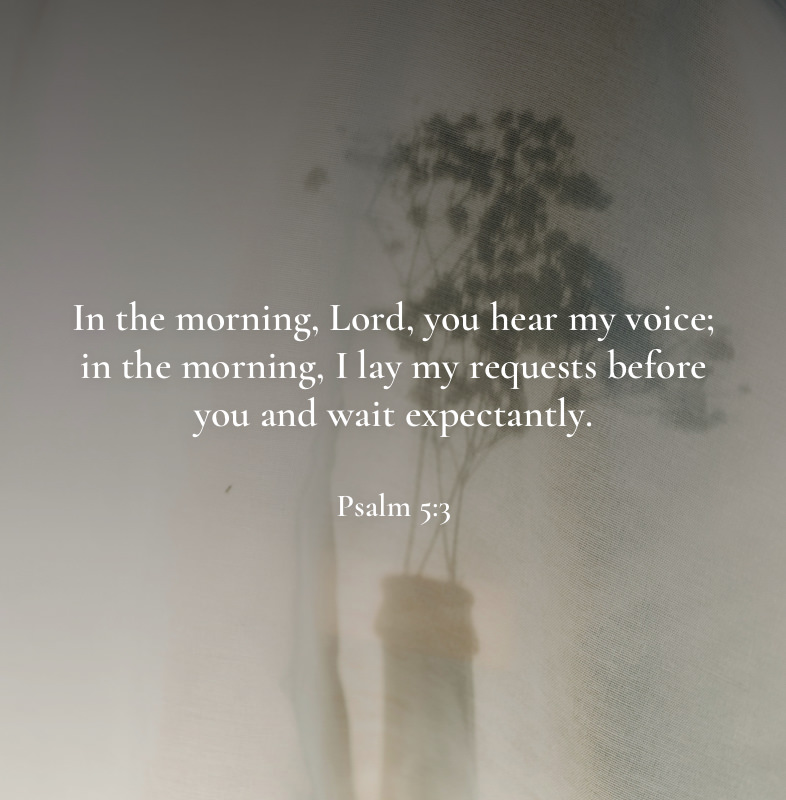 In the morning, Lord, you hear my voice;
in the morning, I lay my requests before
you and wait expectantly.
Psalm 5:3